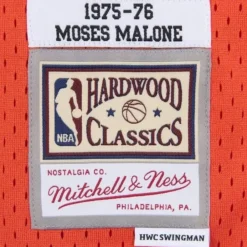 1975-76
MOSES MALONE
HARDWOOD
NBA
CLASSICS
NOSTALGIA CO.
Mitchell & Ness
PHILADELPHIA, PA.
HWC SWINGMAN